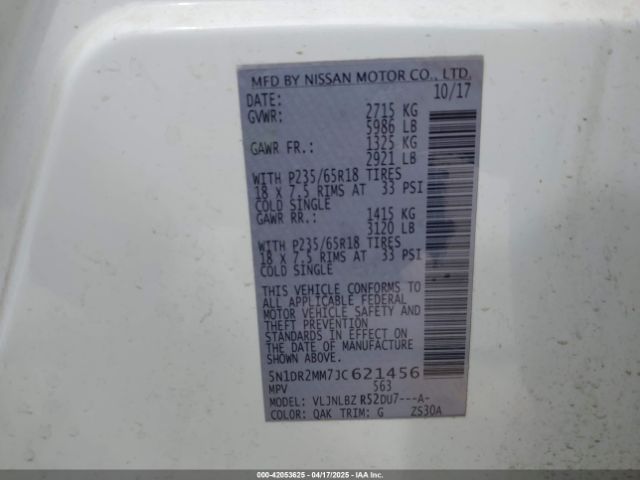 MFD BY NISSAN MOTOR CO., LTD.
DATE: 10/17
GVWR: 2715 KG
5986 LB
GAWR FR.: 1325 KG
2921 LB
WITH P235/65R18 TIRES
18 X 7.5 RIMS AT 33 PSI
COLD SINGLE
GAWR RR.: 1415 KG
3120 LB
WITH P235/65R18 TIRES
18 X 7.5 RIMS AT 33 PSI
COLD SINGLE
THIS VEHICLE CONFORMS TO
ALL APPLICABLE FEDERAL
MOTOR VEHICLE SAFETY AND
THEFT PREVENTION
STANDARDS IN EFFECT ON
THE DATE OF MANUFACTURE
SHOWN ABOVE.
5N1DR2MM7JC621456
MPV 563
MODEL: VLJNLBZ R52DU7---A-
COLOR: QAK TRIM: G ZS30A
000-42053625 - 04/17/2025 - IAAI.COM